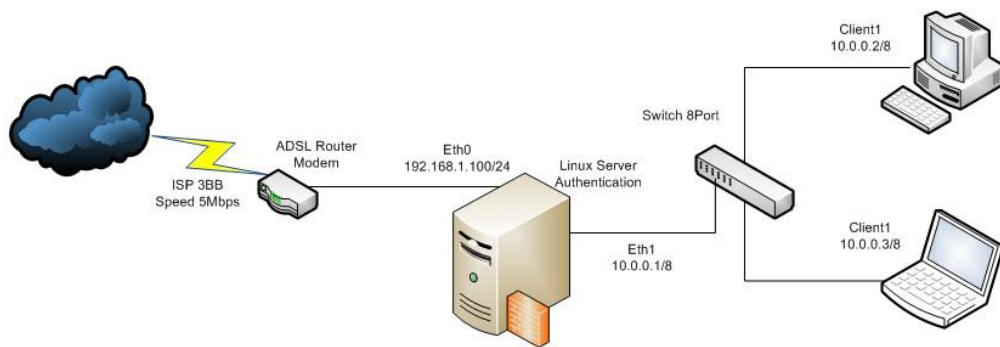 ISP 3BB
Speed 5Mbps
ADSL Router
Modem
Eth0
192.168.1.100/24
Linux Server
Authentication
Eth1
10.0.0.1/8
Switch 8Port
Client1
10.0.0.2/8
Client1
10.0.0.3/8